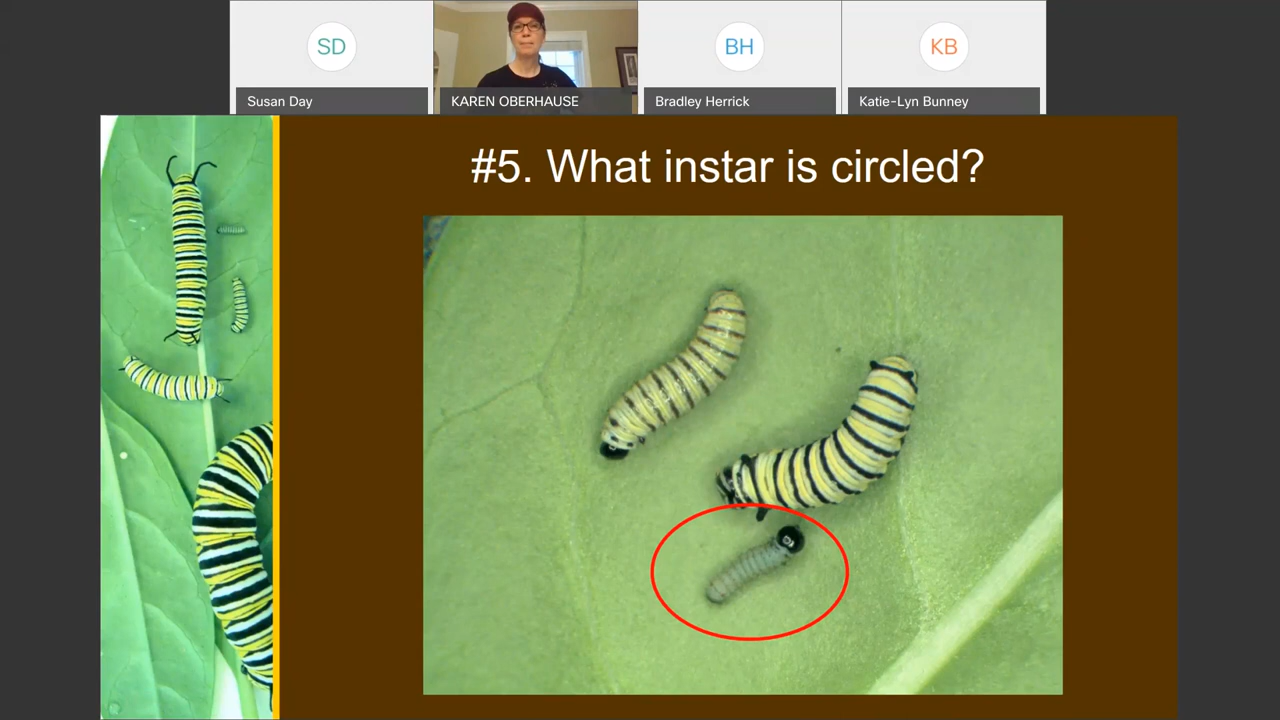 SD
BH
KB
Susan Day
KAREN OBERHAUSE
Bradley Herrick
Katie-Lyn Bunney
#5. What instar is circled?